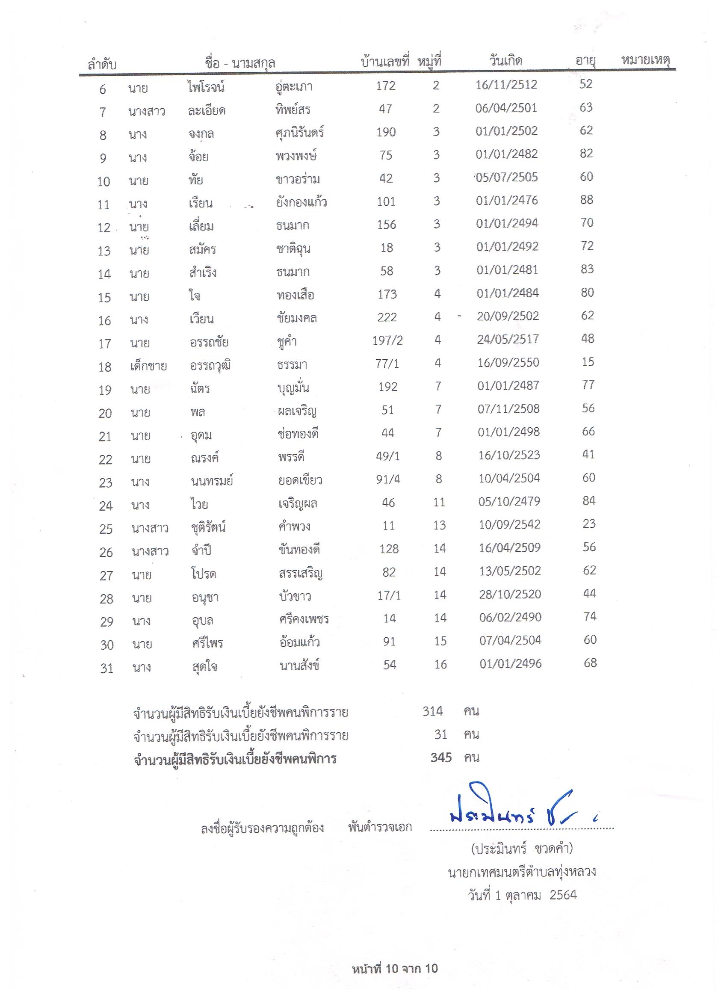 ลำดับ ชื่อ - นามสกุล บ้านเลขที่ หมู่ที่ วันเกิด อายุ หมายเหตุ
6 นาย ไพโรจน์ อู่ตะเภา 172 2 16/11/2512 52
7 นางสาว ละเอียด ทิพย์สร 47 2 06/04/2501 63
8 นาง จงกล ศุภนิรันดร์ 190 3 01/01/2502 62
9 นาง จ้อย พวงพงษ์ 75 3 01/01/2482 82
10 นาย ทัย ขาวอร่าม 42 3 05/07/2505 60
11 นาง เรียน ยังกองแก้ว 101 3 01/01/2476 88
12 นาย เลี่ยม ธนมาก 156 3 01/01/2494 70
13 นาย สมัคร ชาติฉุน 18 3 01/01/2492 72
14 นาย สำเริง ธนมาก 58 3 01/01/2481 83
15 นาย ใจ ทองเสือ 173 4 01/01/2484 80
16 นาง เวียน ชัยมงคล 222 4 20/09/2502 62
17 นาย อรรถชัย ชูคำ 197/2 4 24/05/2517 48
18 เด็กชาย อรรถวุฒิ ธรรมา 77/1 4 16/09/2550 15
19 นาย ฉัตร บุญมั่น 192 7 01/01/2487 77
20 นาย พล ผลเจริญ 51 7 07/11/2508 56
21 นาย อุดม ช่อทองดี 44 7 01/01/2498 66
22 นาย ณรงค์ พรรดี 49/1 8 16/10/2523 41
23 นาง นนทรมย์ ยอดเขียว 91/4 8 10/04/2504 60
24 นาง ไวย เจริญผล 46 11 05/10/2479 84
25 นางสาว ชุติรัตน์ คำพวง 11 13 10/09/2542 23
26 นางสาว จำปี ขันทองดี 128 14 16/04/2509 56
27 นาย โปรด สรรเสริญ 82 14 13/05/2502 62
28 นาย อนุชา บัวขาว 17/1 14 28/10/2520 44
29 นาง อุบล ศรีคงเพชร 14 14 06/02/2490 74
30 นาย ศรีไพร อ้อมแก้ว 91 15 07/04/2504 60
31 นาง สุดใจ นานสังข์ 54 16 01/01/2496 68
จำนวนผู้มีสิทธิรับเงินเบี้ยยังชีพคนพิการราย 314 คน
จำนวนผู้มีสิทธิรับเงินเบี้ยยังชีพคนพิการราย 31 คน
จำนวนผู้มีสิทธิรับเงินเบี้ยยังชีพคนพิการ 345 คน
ลงชื่อผู้รับรองความถูกต้อง พันตำรวจเอก ประมินทร์
(ประมินทร์ ชวดคำ)
นายกเทศมนตรีตำบลทุ่งหลวง
วันที่ 1 ตุลาคม 2564
หน้าที่ 10 จาก 10